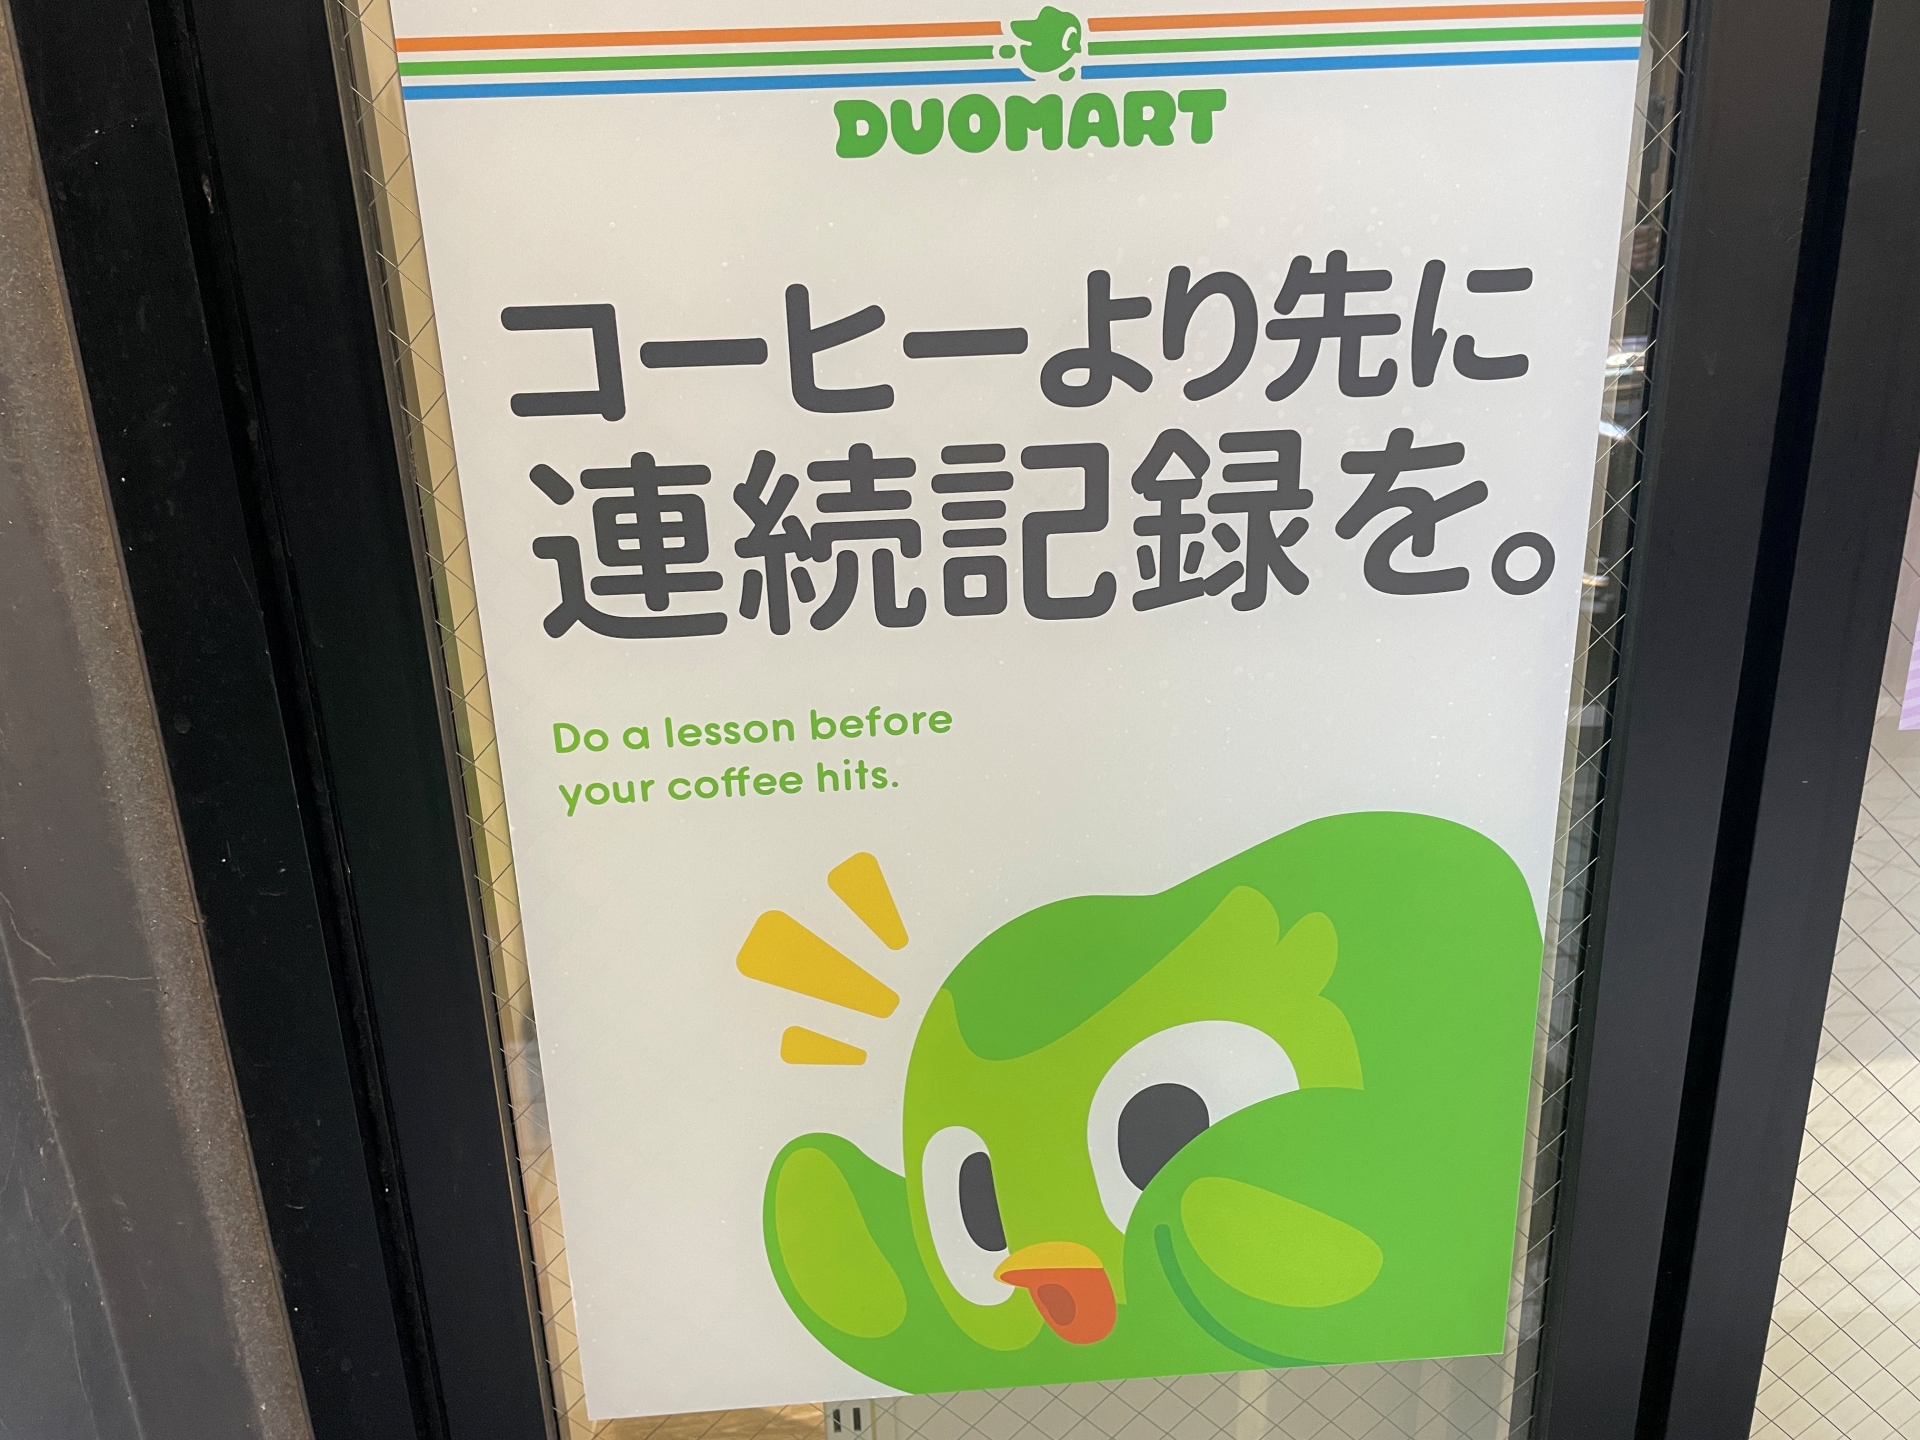 DUOMART
コーヒーより先に
連続記録を。
Do a lesson before
your coffee hits.